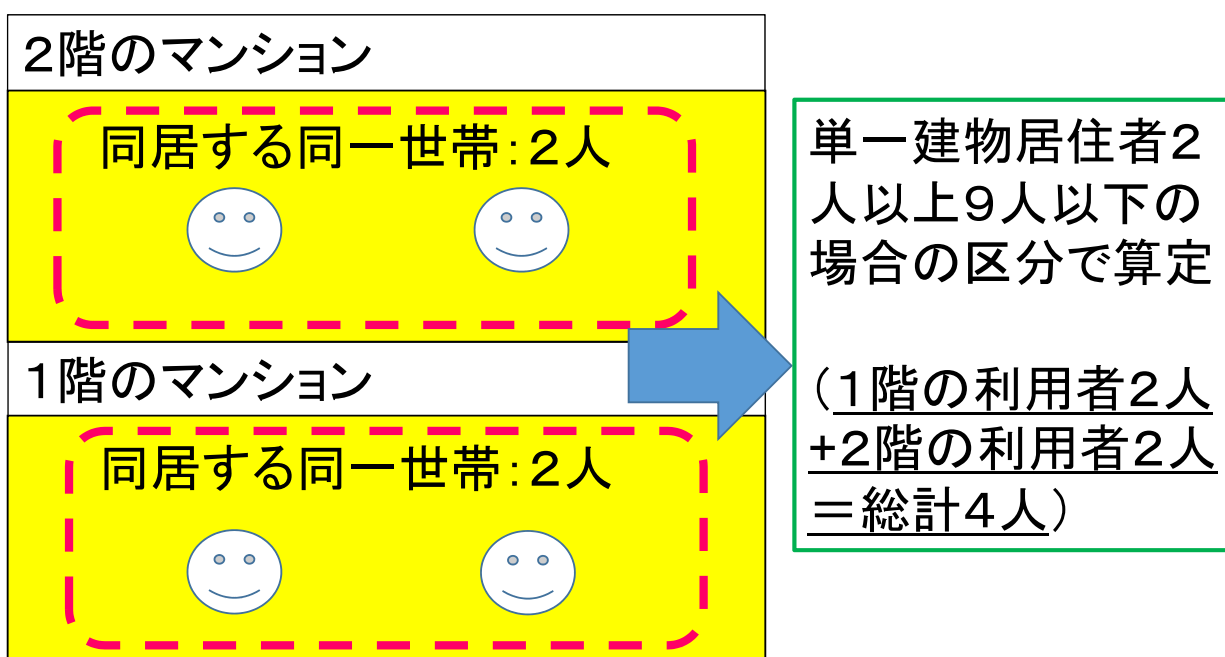 ２階のマンション
同居する同一世帯：２人
１階のマンション
同居する同一世帯：２人
単一建物居住者２
人以上９人以下の
場合の区分で算定
（１階の利用者２人
+2階の利用者２人
＝総計４人）